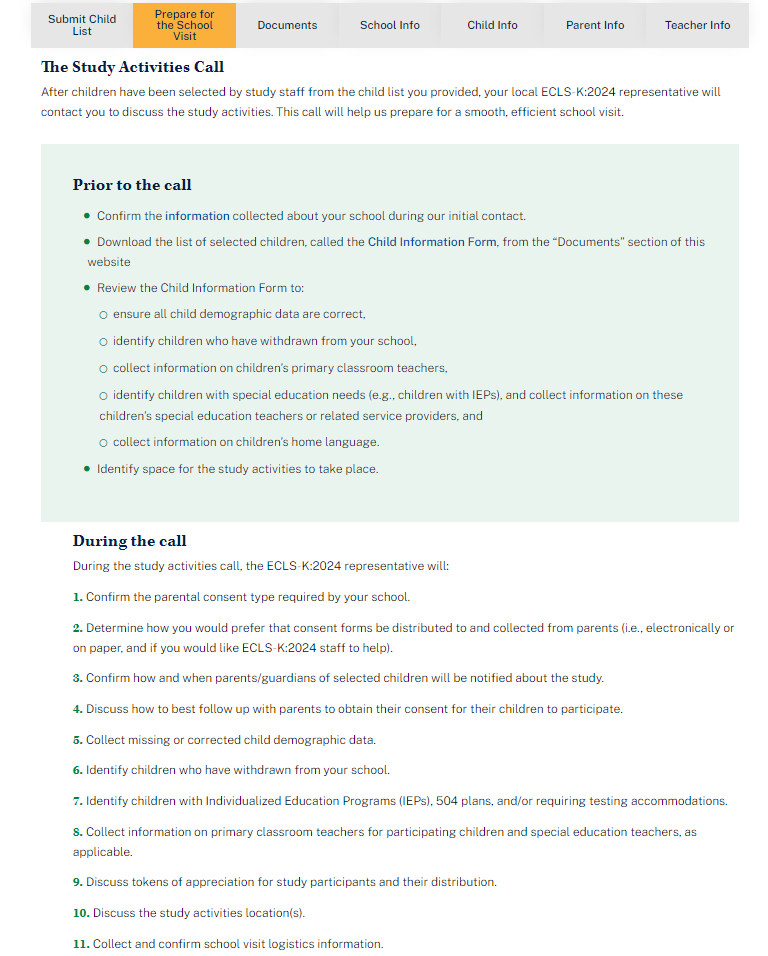 Submit Child
List
Prepare for
the School
Visit
Documents
School Info
Child Info
Parent Info
Teacher Info
The Study Activities Call
After children have been selected by study staff from the child list you provided, your local ECLS-K:2024 representative will
contact you to discuss the study activities. This call will help us prepare for a smooth, efficient school visit.
Prior to the call
● Confirm the information collected about your school during our initial contact.
● Download the list of selected children, called the Child Information Form, from the “Documents” section of this
website
● Review the Child Information Form to:
○ ensure all child demographic data are correct,
○ identify children who have withdrawn from your school,
○ collect information on children's primary classroom teachers,
○ identify children with special education needs (e.g., children with IEPs), and collect information on these
children's special education teachers or related service providers, and
○ collect information on children's home language.
● Identify space for the study activities to take place.
During the call
During the study activities call, the ECLS-K:2024 representative will:
1. Confirm the parental consent type required by your school.
2. Determine how you would prefer that consent forms be distributed to and collected from parents (i.e., electronically or
on paper, and if you would like ECLS-K:2024 staff to help).
3. Confirm how and when parents/guardians of selected children will be notified about the study.
4. Discuss how to best follow up with parents to obtain their consent for their children to participate.
5. Collect missing or corrected child demographic data.
6. Identify children who have withdrawn from your school.
7. Identify children with Individualized Education Programs (IEPs), 504 plans, and/or requiring testing accommodations.
8. Collect information on primary classroom teachers for participating children and special education teachers, as
applicable.
9. Discuss tokens of appreciation for study participants and their distribution.
10. Discuss the study activities location(s).
11. Collect and confirm school visit logistics information.